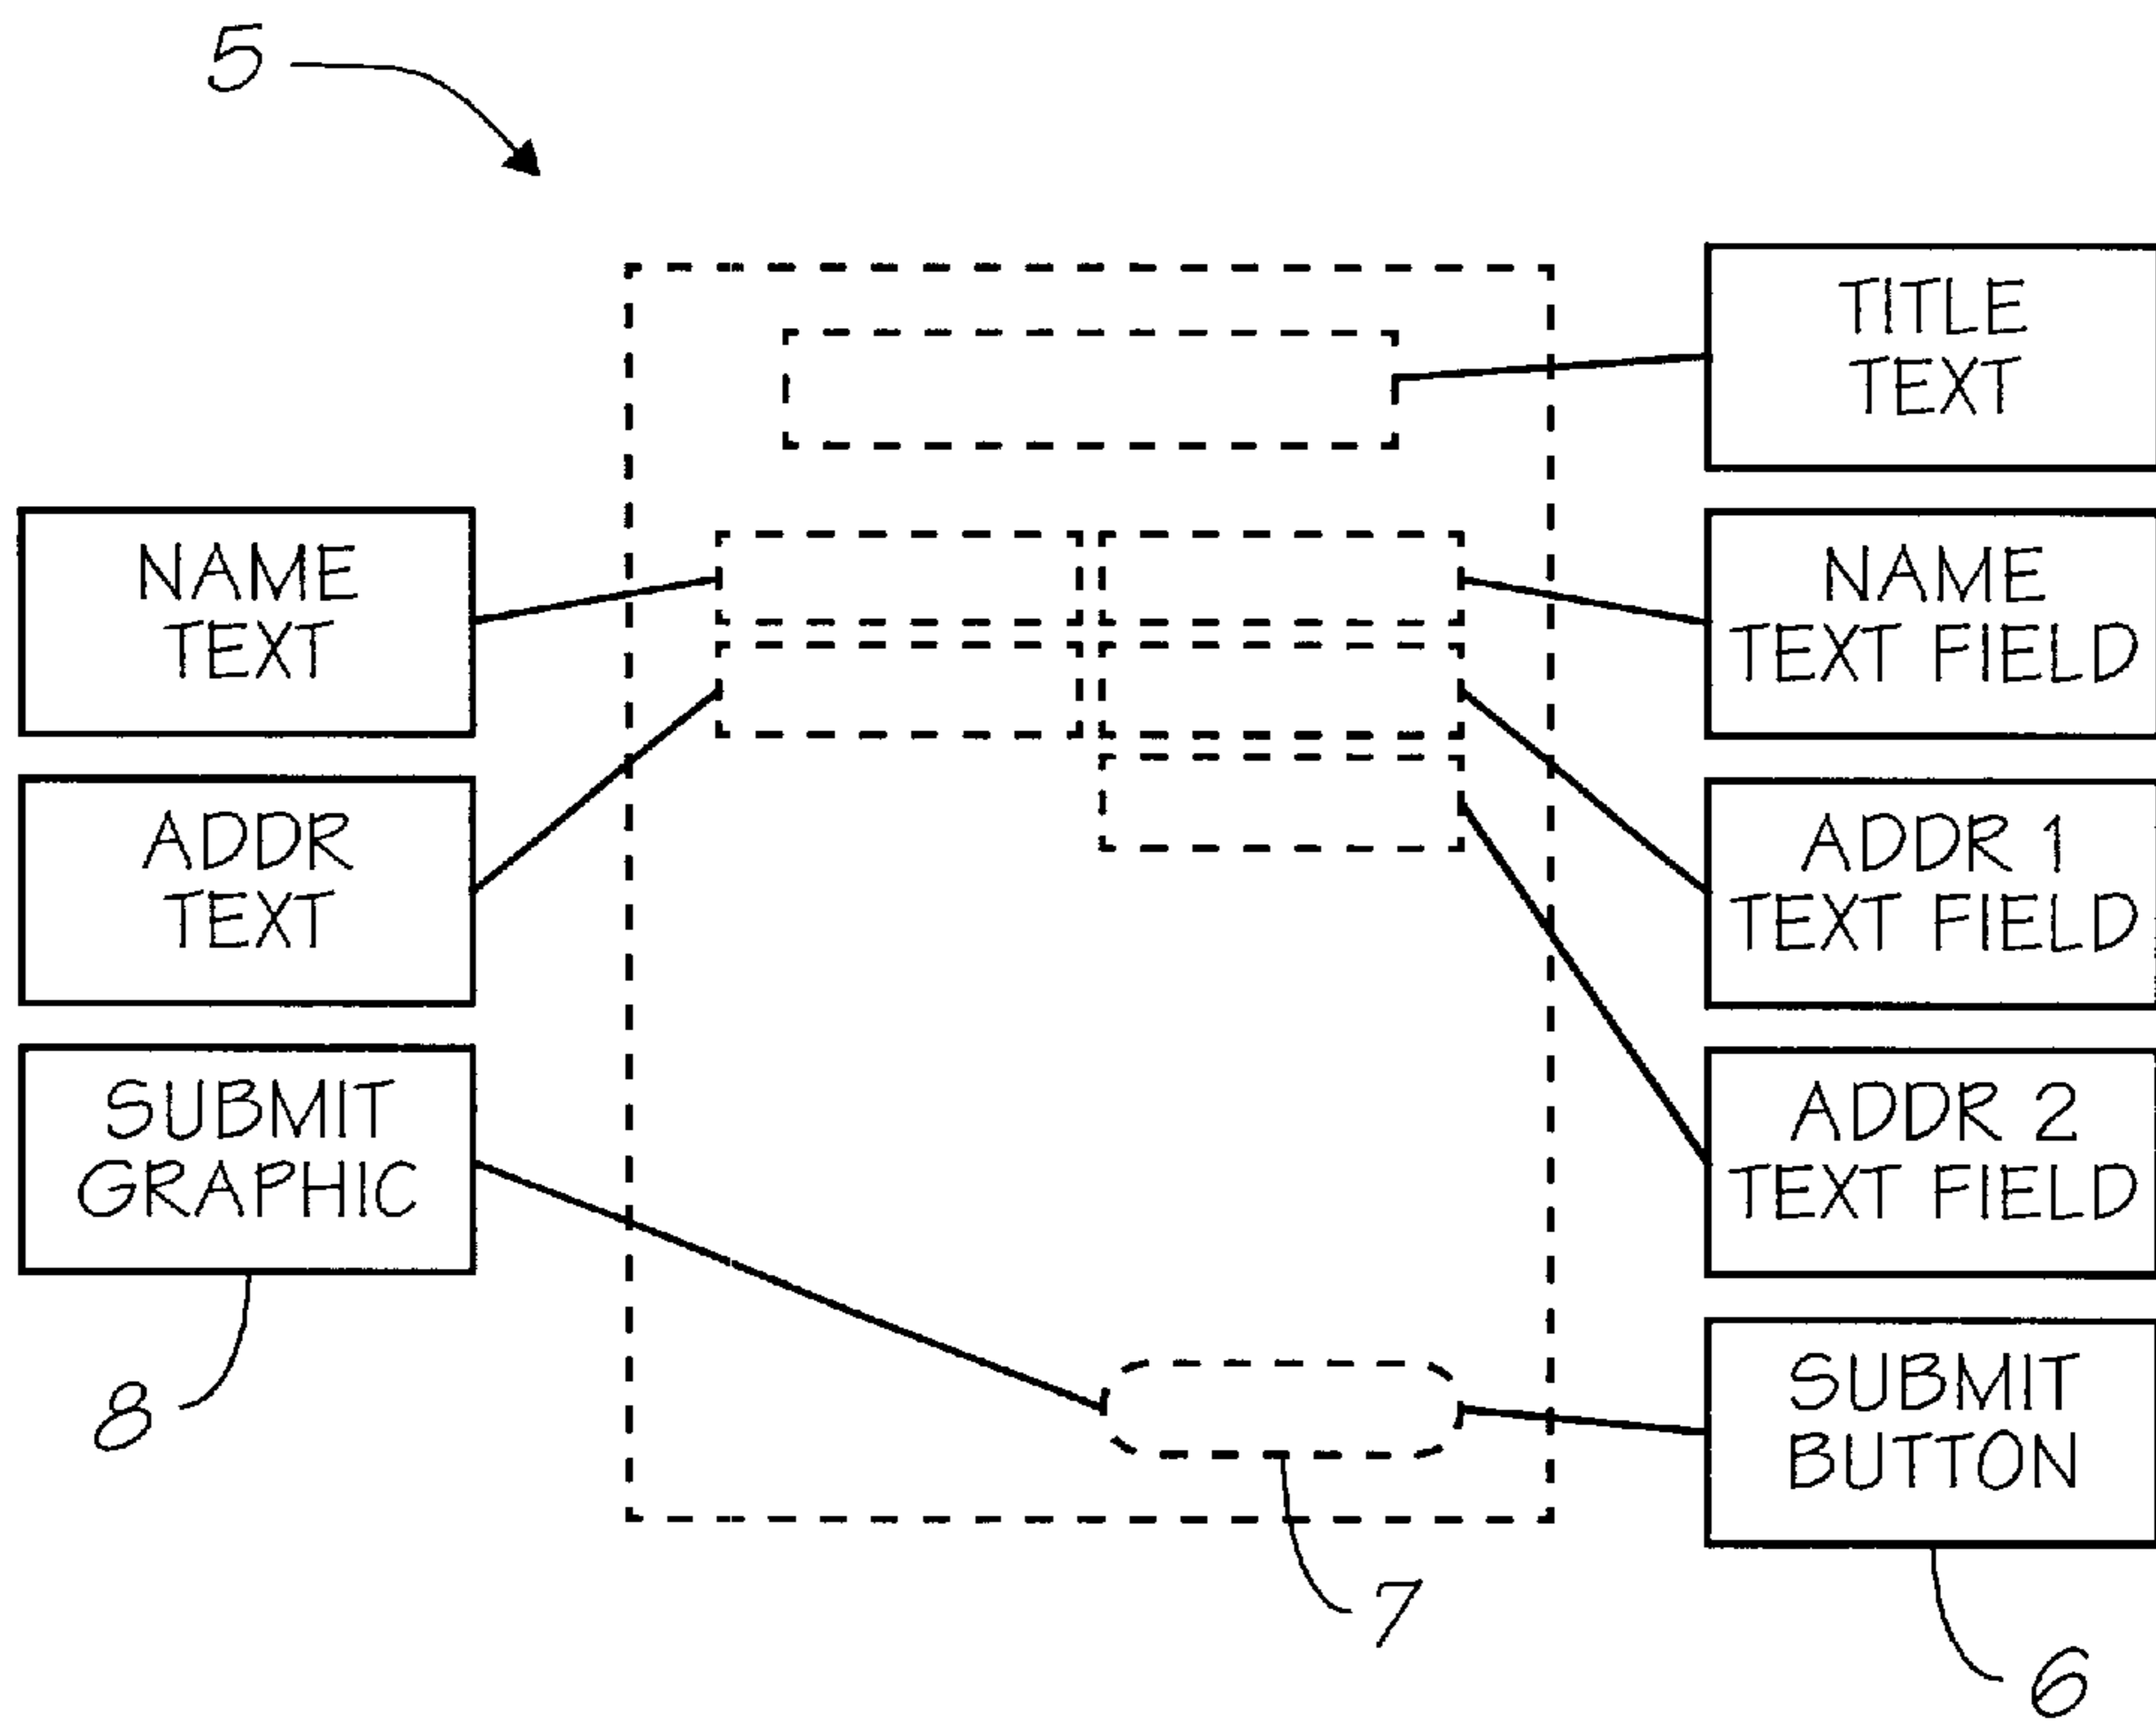 5
TITLE
TEXT
NAME
TEXT
NAME
TEXT FIELD
ADDR
TEXT
ADDR 1
TEXT FIELD
SUBMIT
GRAPHIC
ADDR 2
TEXT FIELD
8
SUBMIT
BUTTON
7
6